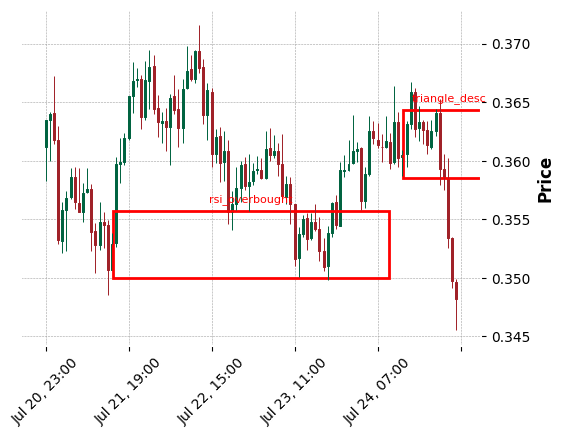 0.370
0.365
0.360
0.355
0.350
0.345
Price
triangle_desc
rsi_overbought
Jul 20, 23:00
Jul 21, 19:00
Jul 22, 15:00
Jul 23, 11:00
Jul 24, 07:00